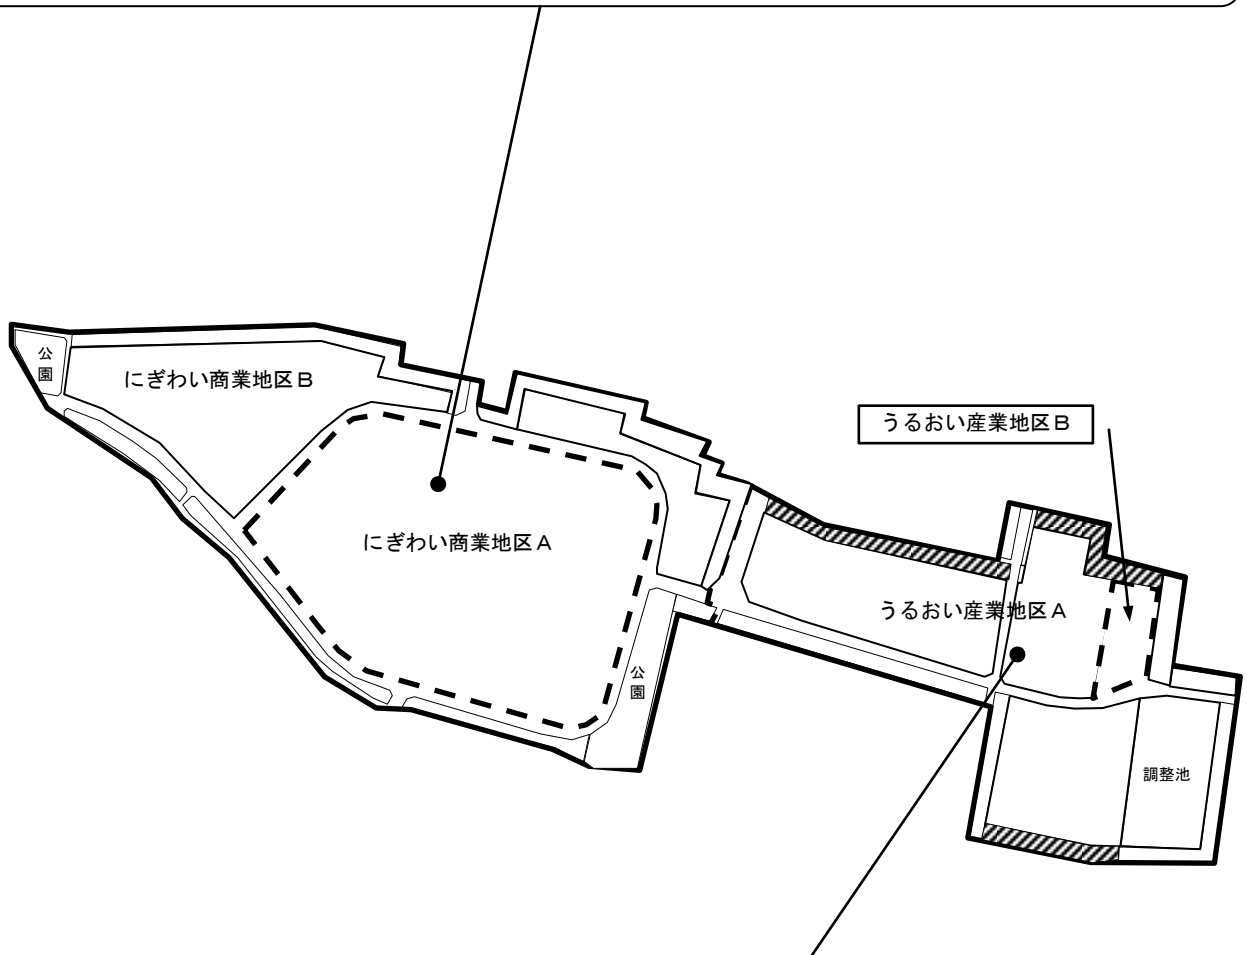 公園
にぎわい商業地区B
うるおい産業地区B
にぎわい商業地区A
うるおい産業地区A
公園
調整池